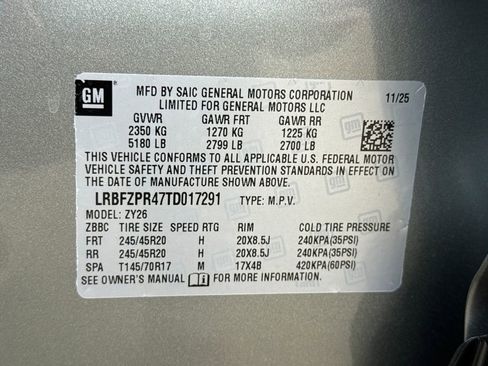 GM
MFD BY SAIC GENERAL MOTORS CORPORATION 11/25
LIMITED FOR GENERAL MOTORS LLC
GVWR GAWR FRT GAWR RR
2350 KG 1270 KG 1225 KG
5180 LB 2799 LB 2700 LB
THIS VEHICLE CONFORMS TO ALL APPLICABLE U.S. FEDERAL MOTOR
VEHICLE SAFETY AND THEFT PREVENTION STANDARDS IN EFFECT ON
THE DATE OF MANUFACTURE SHOWN ABOVE.
LRBFZPR47TD017291 TYPE: M.P.V.
MODEL: ZY26
ZBBC TIRE SIZE SPEED RTG RIM COLD TIRE PRESSURE
FRT 245/45R20 H 20X8.5J 240KPA(35PSI)
RR 245/45R20 H 20X8.5J 240KPA(35PSI)
SPA T145/70R17 M 17X4B 420KPA(60PSI)
SEE OWNER'S MANUAL FOR MORE INFORMATION.